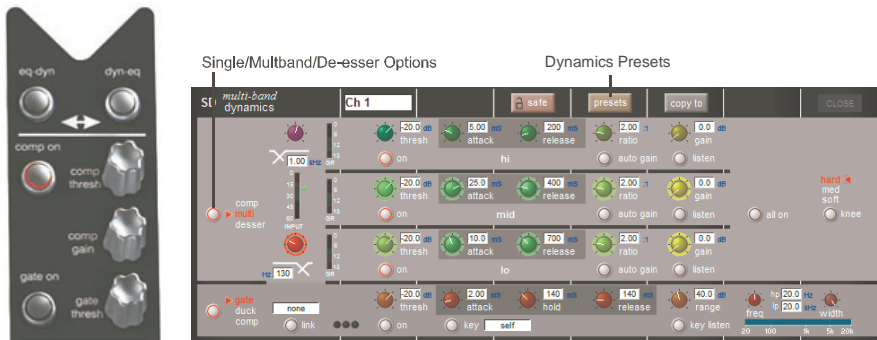 Single/Multband/De-esser Options
Dynamics Presets
eq-dyn
dyn-eq
comp on
comp thresh
comp gain
gate on
gate thresh
multi-band
dynamics
Ch 1
safe
presets
copy to
CLOSE
-20.0 dB
5.00 mS
200 mS
2.00 :1
0.0 dB
thresh
attack
release
ratio
gain
1.00 kHz
GR
on
hi
auto gain
listen
0
15
30
45
60
INPUT
-20.0 dB
25.0 mS
400 mS
2.00 :1
0.0 dB
thresh
attack
release
ratio
gain
comp
multi
desser
on
mid
auto gain
listen
all on
hard
med
soft
knee
-20.0 dB
10.0 mS
700 mS
2.00 :1
0.0 dB
thresh
attack
release
ratio
gain
Hz 130
GR
on
lo
auto gain
listen
gate
duck
comp
none
link
-20.0 dB
2.00 mS
140 mS
140 mS
40.0 dB
thresh
attack
hold
release
range
on
key
self
key listen
hp 20.0 Hz
lp 20.0 kHz
freq
width
20 100 1k 5k 20k